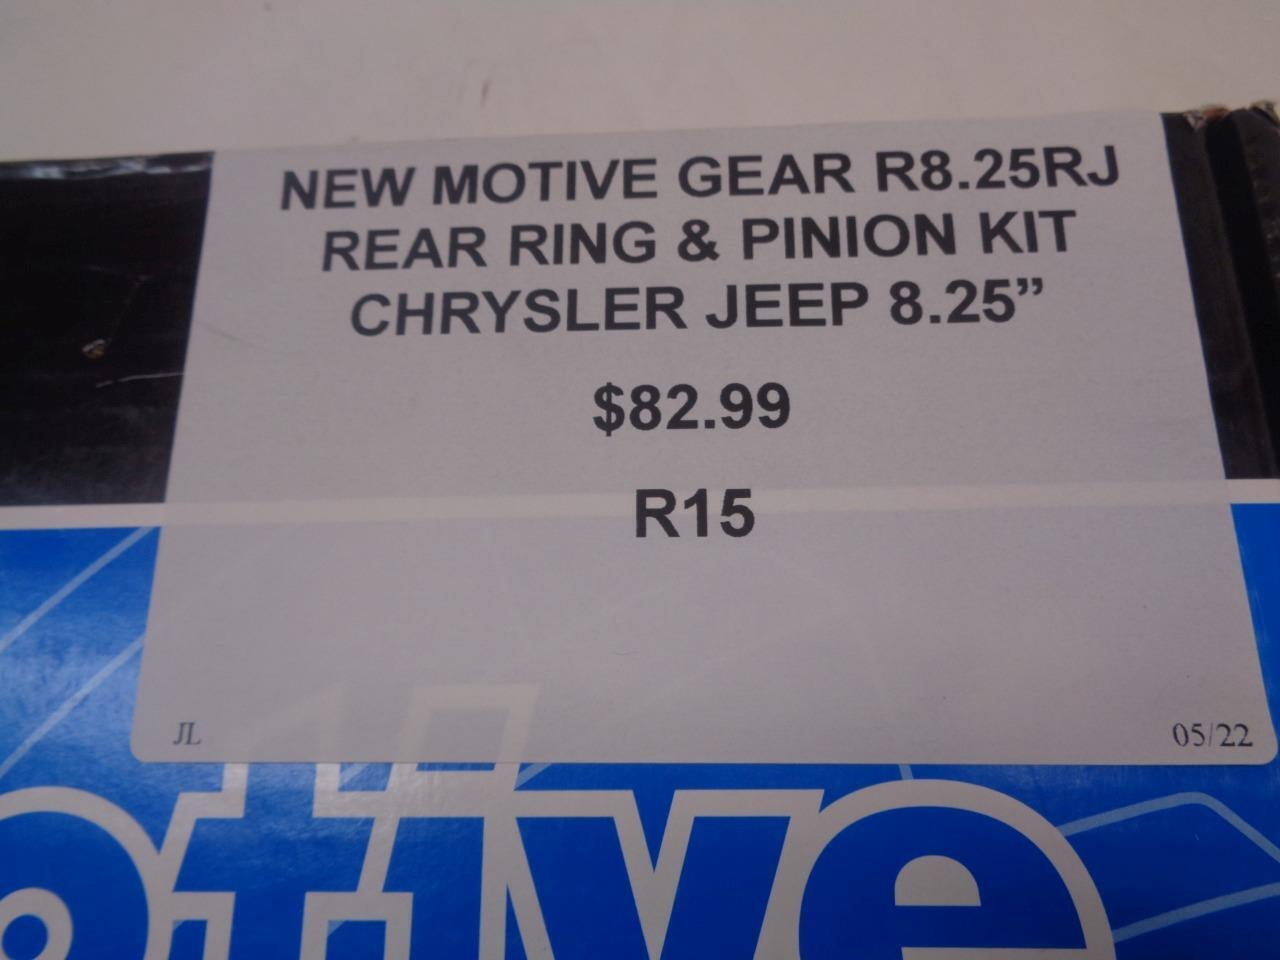 NEW MOTIVE GEAR R8.25RJ
REAR RING & PINION KIT
CHRYSLER JEEP 8.25”
$82.99
R15
JL 05/22
otive